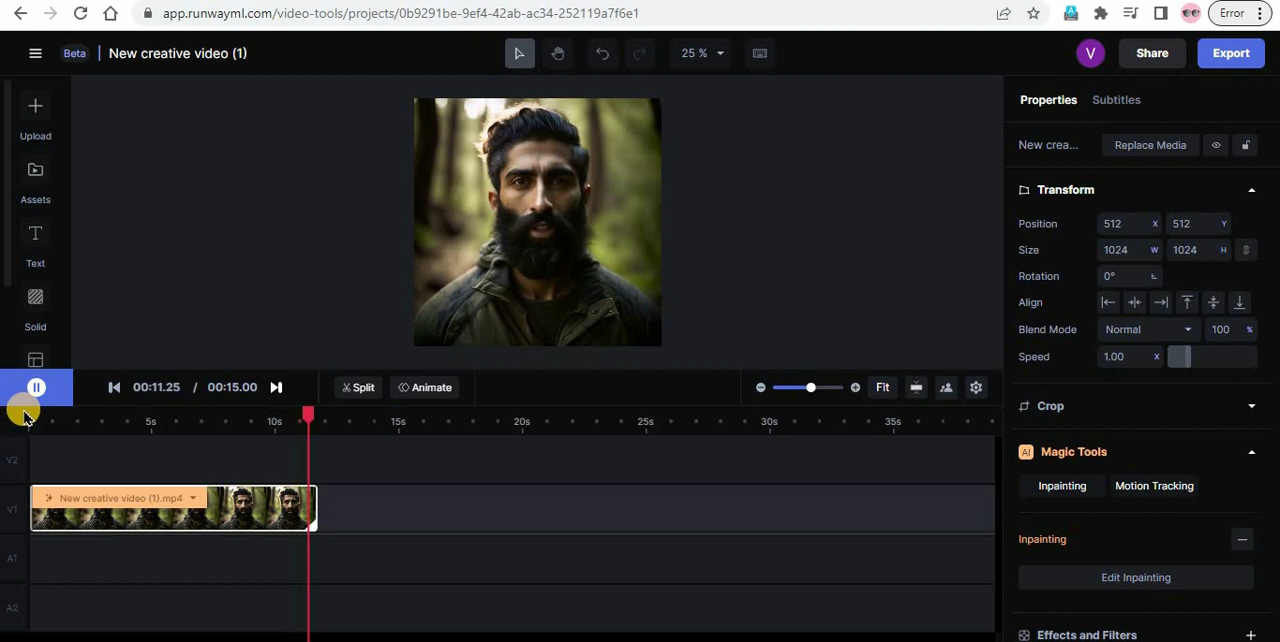 app.runwayml.com/video-tools/projects/0b9291be-9ef4-42ab-ac34-252119a7f6e1
Error
Beta
New creative video (1)
25 %
V
Share
Export
Upload
Assets
Text
Solid
Properties
Subtitles
New crea...
Replace Media
Transform
Position 512 X 512 Y
Size 1024 W 1024 H
Rotation 0°
Align
Blend Mode Normal 100 %
Speed 1.00 X
00:11.25 / 00:15.00
Split
Animate
Fit
5s 10s 15s 20s 25s 30s 35s
V2
V1
New creative video (1).mp4
A1
A2
Crop
AI Magic Tools
Inpainting
Motion Tracking
Inpainting
Edit Inpainting
Effects and Filters